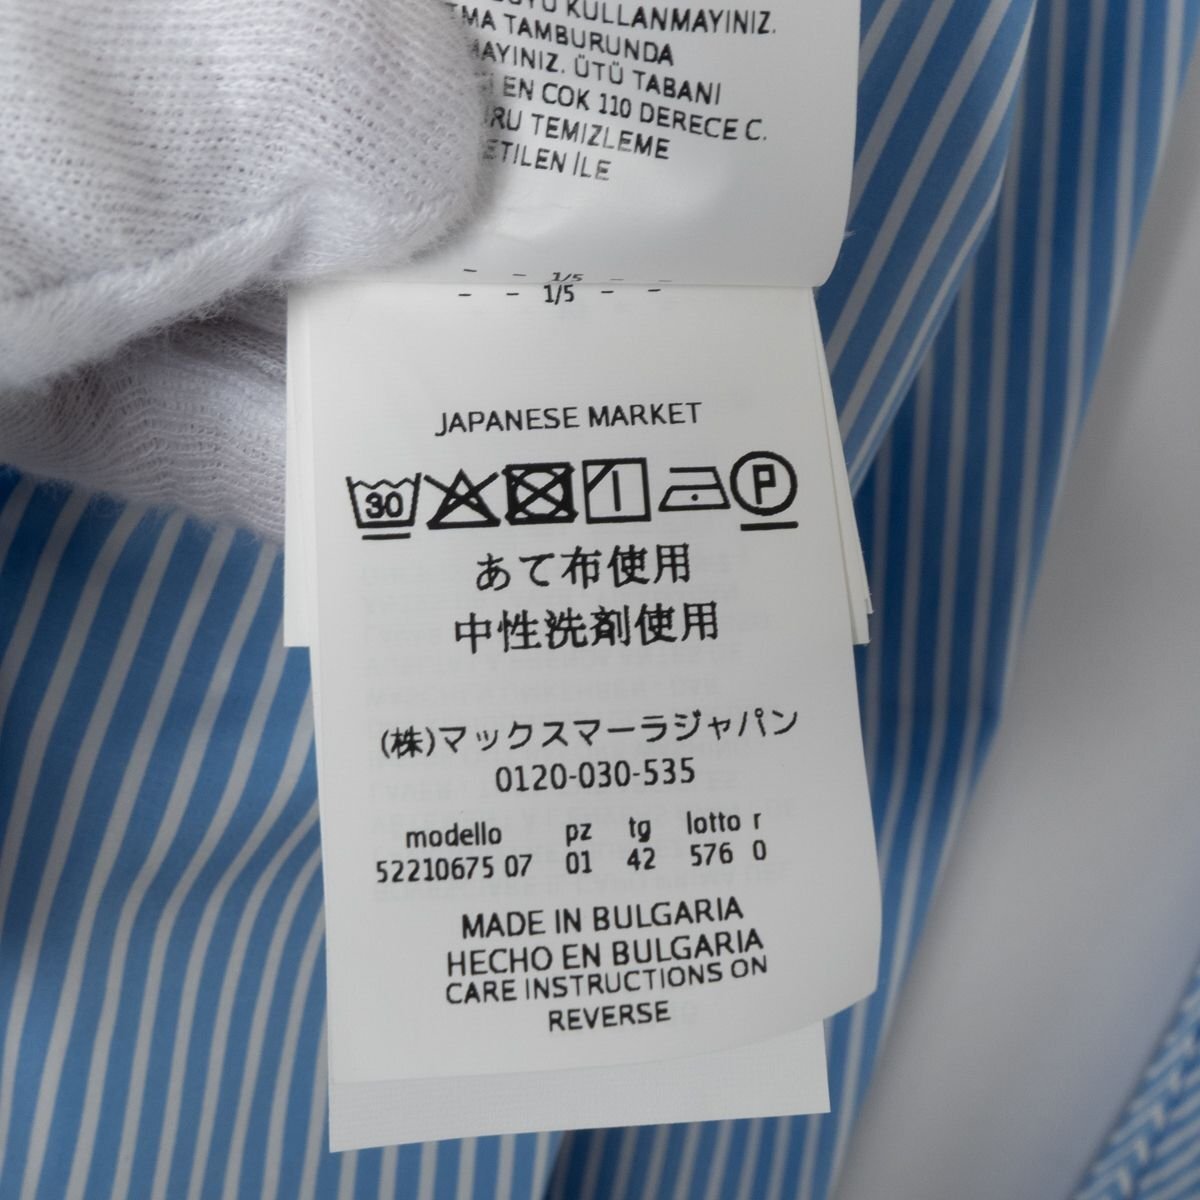 KULLANMAYINIZ.
TAMBURUNDA
ÜTÜ TABANI
EN COK 110 DERECE C.
TEMIZLEME
İLE
1/5
- - 1/5 - -
JAPANESE MARKET
30 P
あて布使用
中性洗剤使用
(株)マックスマーラジャパン
0120-030-535
modello pz tg lotto r
52210675 07 01 42 576 0
MADE IN BULGARIA
HECHO EN BULGARIA
CARE INSTRUCTIONS ON
REVERSE